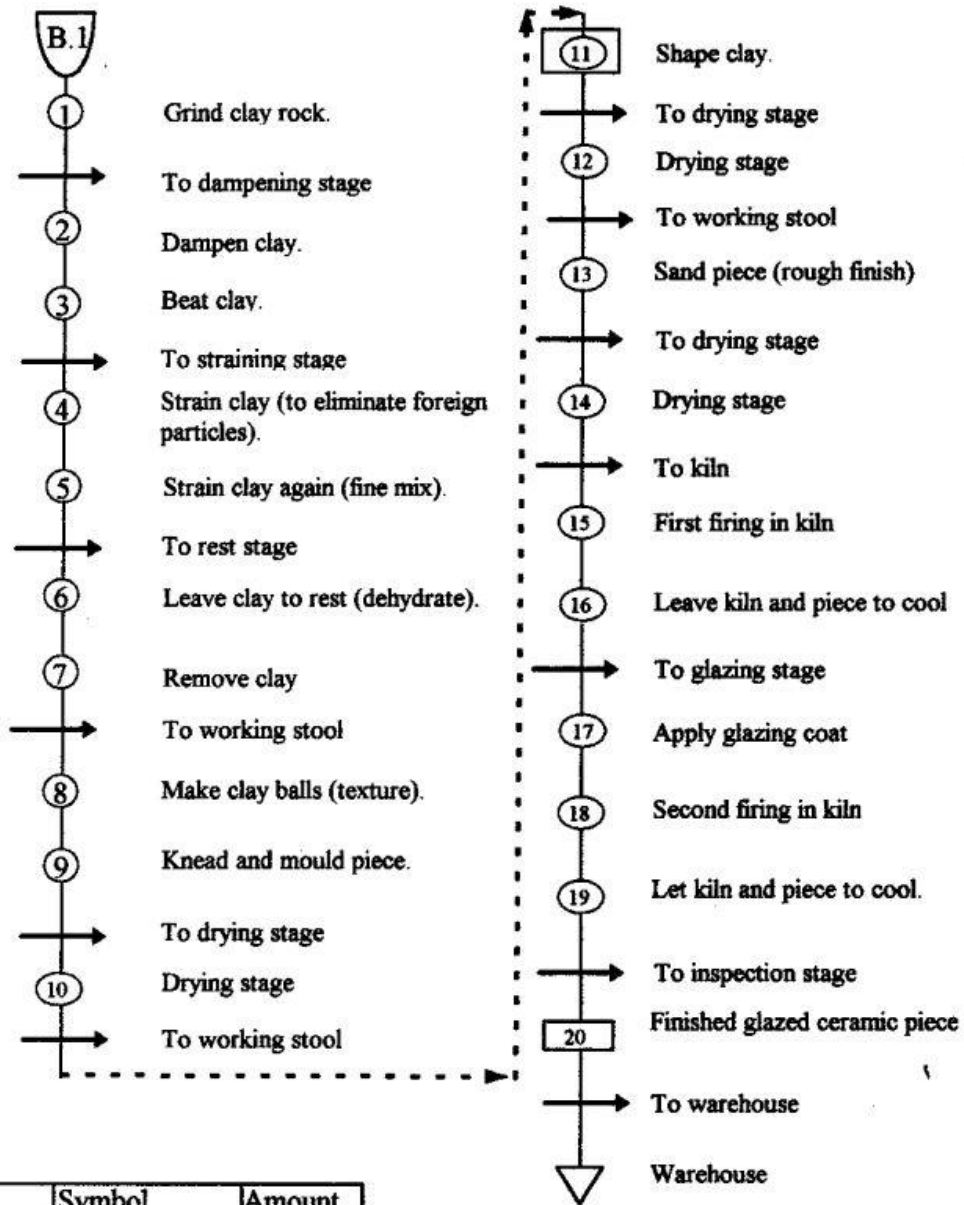 B.1
1 Grind clay rock.
To dampening stage
2 Dampen clay.
3 Beat clay.
To straining stage
4 Strain clay (to eliminate foreign
particles).
5 Strain clay again (fine mix).
To rest stage
6 Leave clay to rest (dehydrate).
7 Remove clay
To working stool
8 Make clay balls (texture).
9 Knead and mould piece.
To drying stage
10 Drying stage
To working stool
11 Shape clay.
To drying stage
12 Drying stage
To working stool
13 Sand piece (rough finish)
To drying stage
14 Drying stage
To kiln
15 First firing in kiln
16 Leave kiln and piece to cool
To glazing stage
17 Apply glazing coat
18 Second firing in kiln
19 Let kiln and piece to cool.
To inspection stage
20 Finished glazed ceramic piece
To warehouse
Warehouse
Symbol Amount